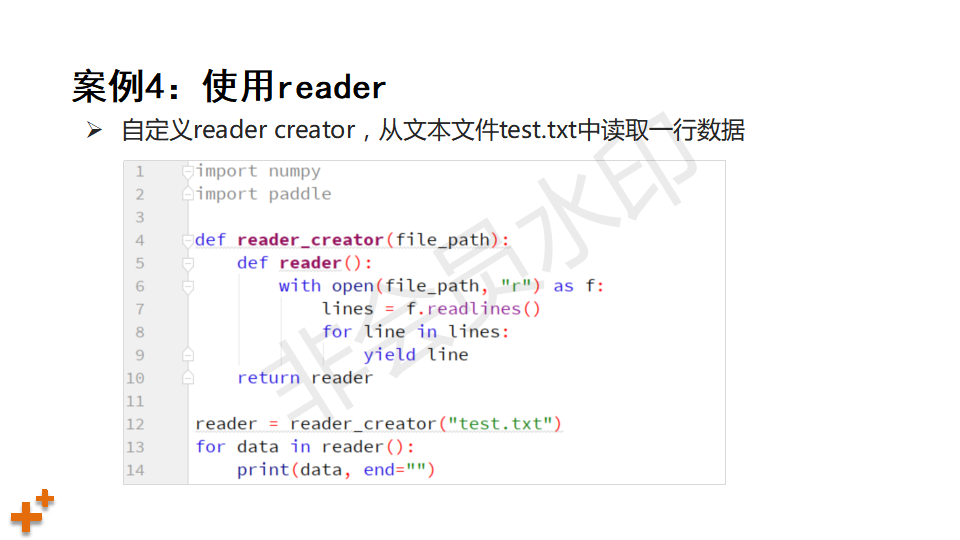 案例4：使用reader
➢ 自定义reader creator，从文本文件test.txt中读取一行数据
1 import numpy
2 import paddle
3
4 def reader_creator(file_path):
5     def reader():
6         with open(file_path, "r") as f:
7             lines = f.readlines()
8             for line in lines:
9                 yield line
10     return reader
11
12 reader = reader_creator("test.txt")
13 for data in reader():
14     print(data, end="")
非会员水印